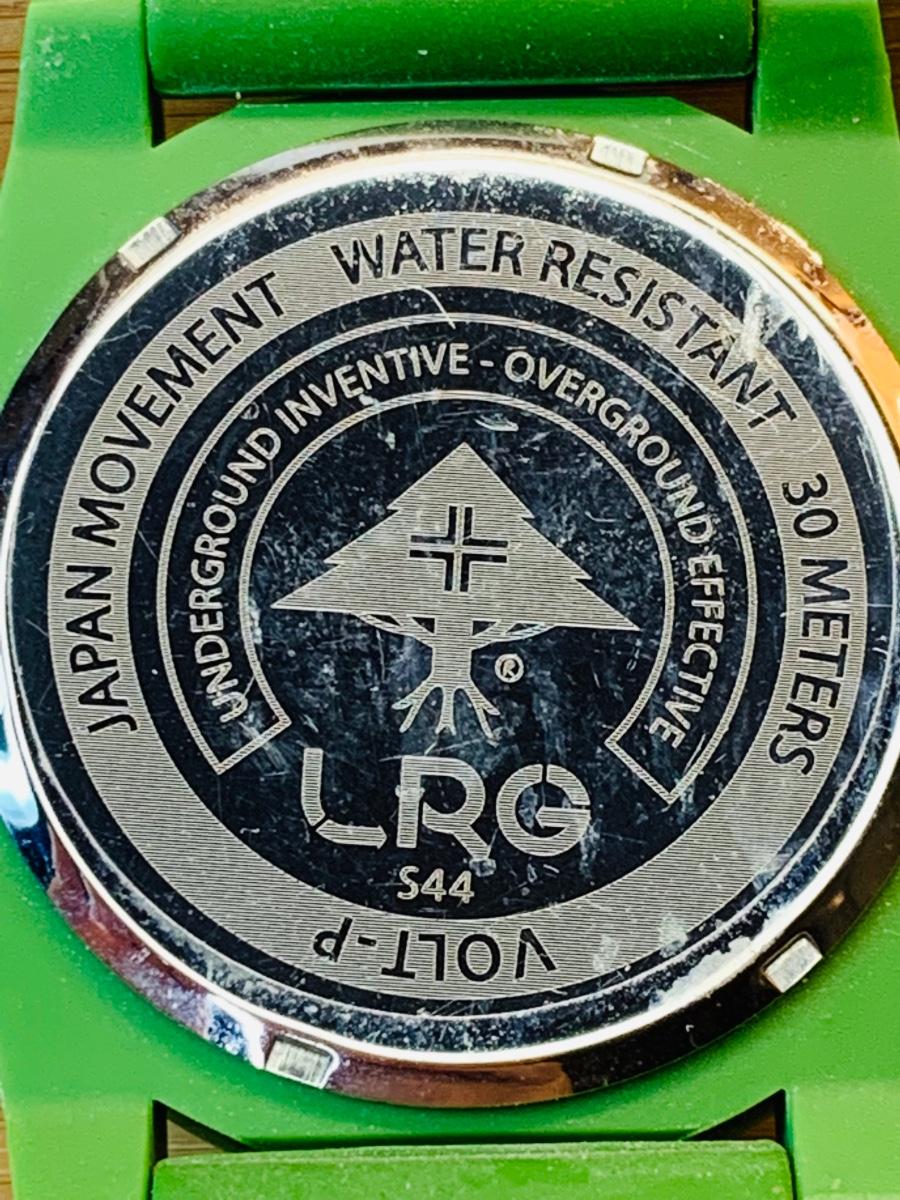 JAPAN MOVEMENT WATER RESISTANT 30 METERS
UNDERGROUND INVENTIVE - OVERGROUND EFFECTIVE
®
LRG
S44
VOLT-P